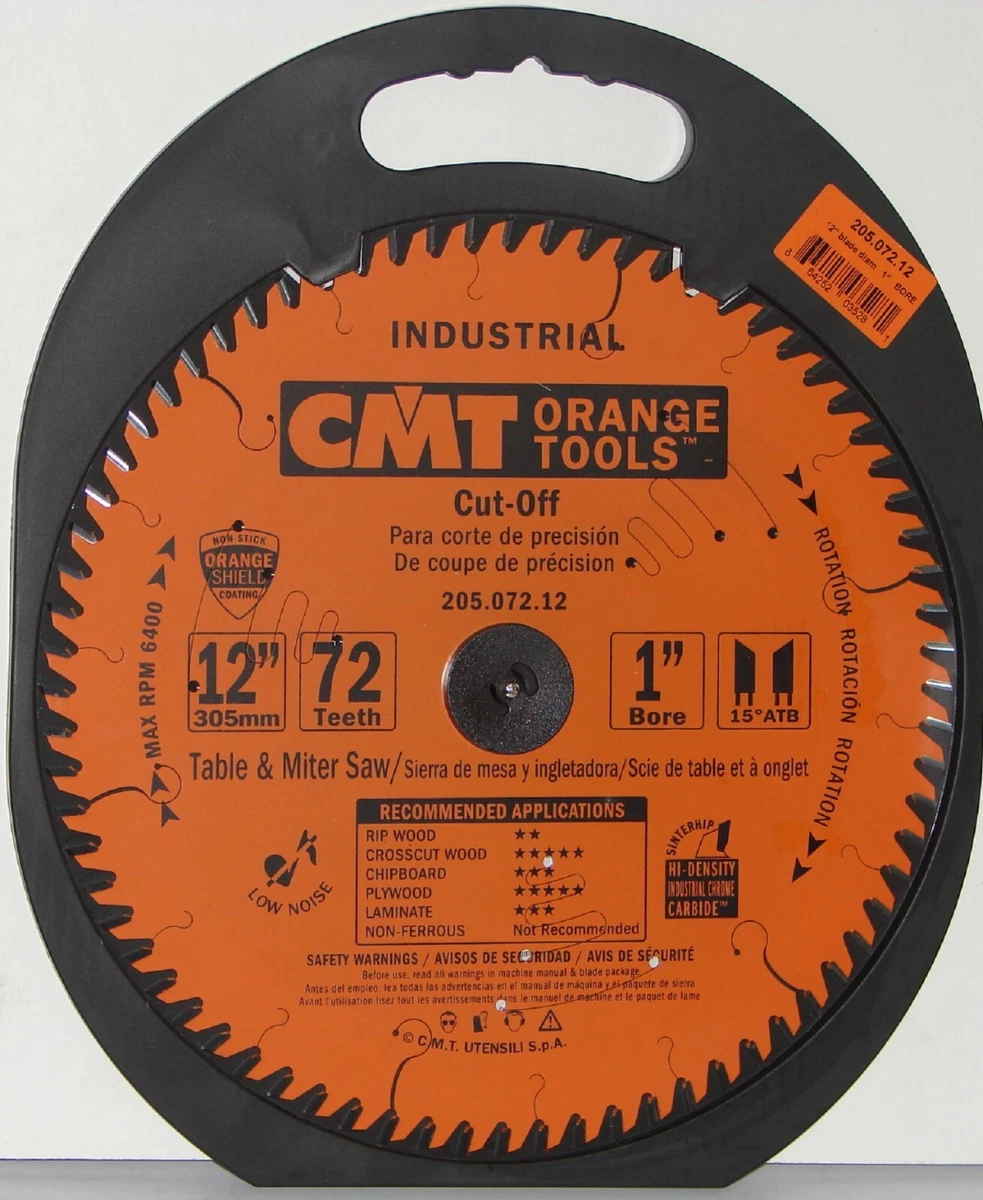 205.072.12
12" blade diam 1" BORE
6 64252 03528 1
INDUSTRIAL
CMT ORANGE TOOLS™
Cut-Off
Para corte de precisión
De coupe de précision
205.072.12
NON-STICK
ORANGE
SHIELD
COATING
MAX RPM 6400
ROTATION ROTACIÓN ROTATION
12"
305mm
72
Teeth
1"
Bore
15°ATB
Table & Miter Saw/Sierra de mesa y ingletadora/Scie de table et à onglet
RECOMMENDED APPLICATIONS
RIP WOOD ★★
CROSSCUT WOOD ★★★★★
CHIPBOARD ★★★
PLYWOOD ★★★★★
LAMINATE ★★★
NON-FERROUS Not Recommended
LOW NOISE
SINTERHIP
HI-DENSITY
INDUSTRIAL CHROME
CARBIDE™
SAFETY WARNINGS / AVISOS DE SEGURIDAD / AVIS DE SÉCURITÉ
Before use, read all warnings in machine manual & blade package
Antes del empleo, lea todas las advertencias en el manual de máquina y el paquete de sierra
Avant l'utilisation lisez tout les avertissements dans le manuel de machine et le paquet de lame
© C.M.T. UTENSILI S.p.A.